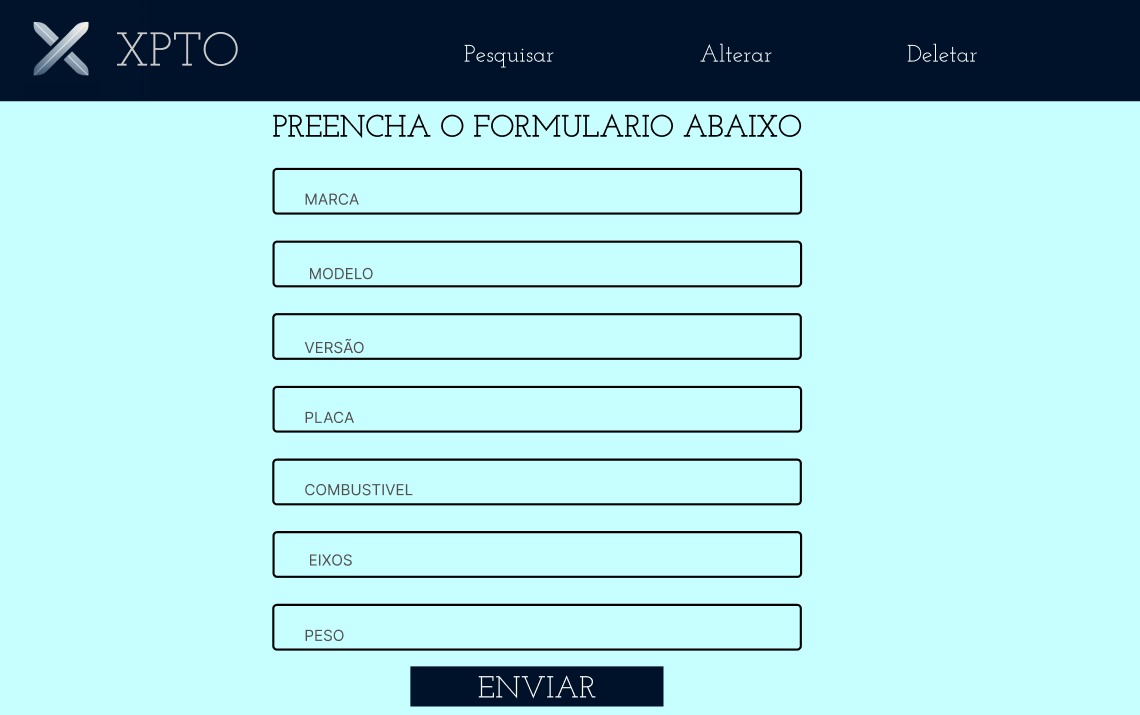 XPTO
Pesquisar
Alterar
Deletar
PREENCHA O FORMULARIO ABAIXO
MARCA
MODELO
VERSÃO
PLACA
COMBUSTIVEL
EIXOS
PESO
ENVIAR